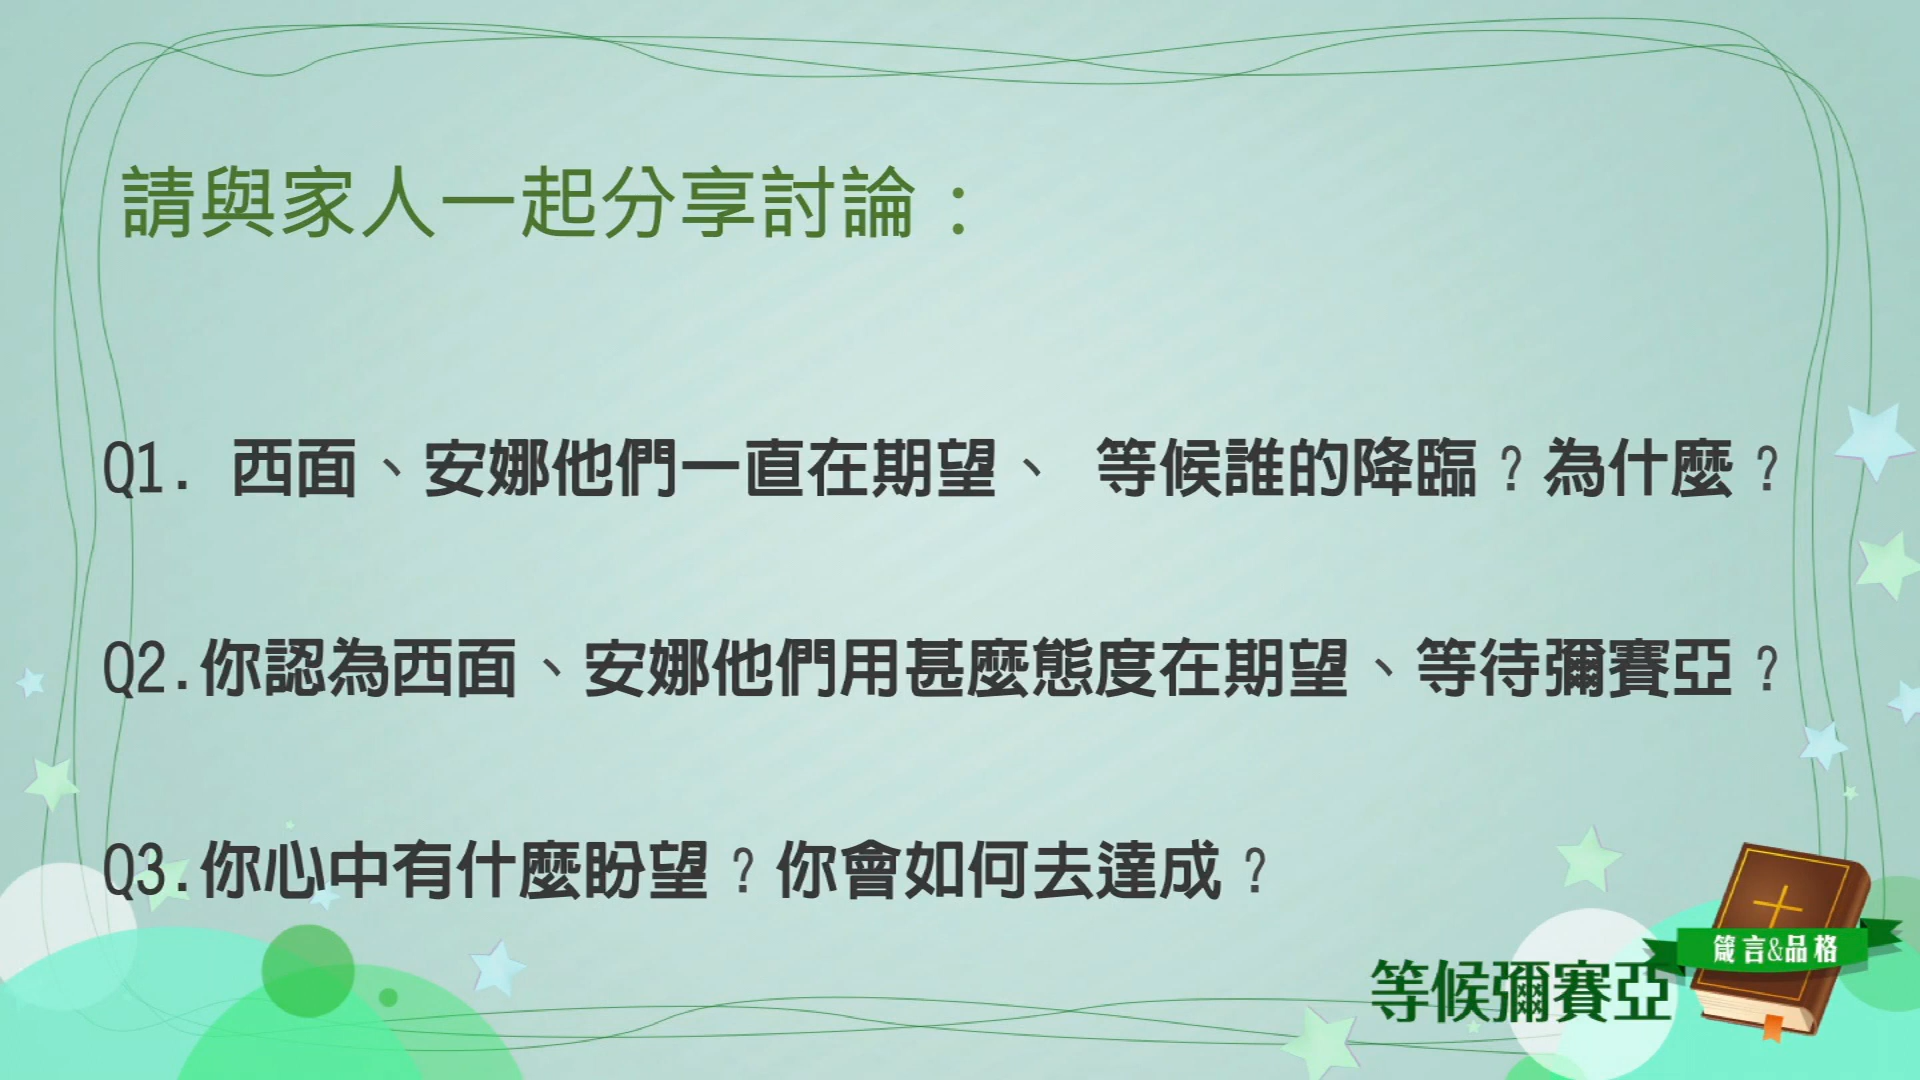 請與家人一起分享討論：
Q1. 西面、安娜他們一直在期望、 等候誰的降臨？為什麼？
Q2.你認為西面、安娜他們用甚麼態度在期望、等待彌賽亞？
Q3.你心中有什麼盼望？你會如何去達成？
箴言&品格
等候彌賽亞